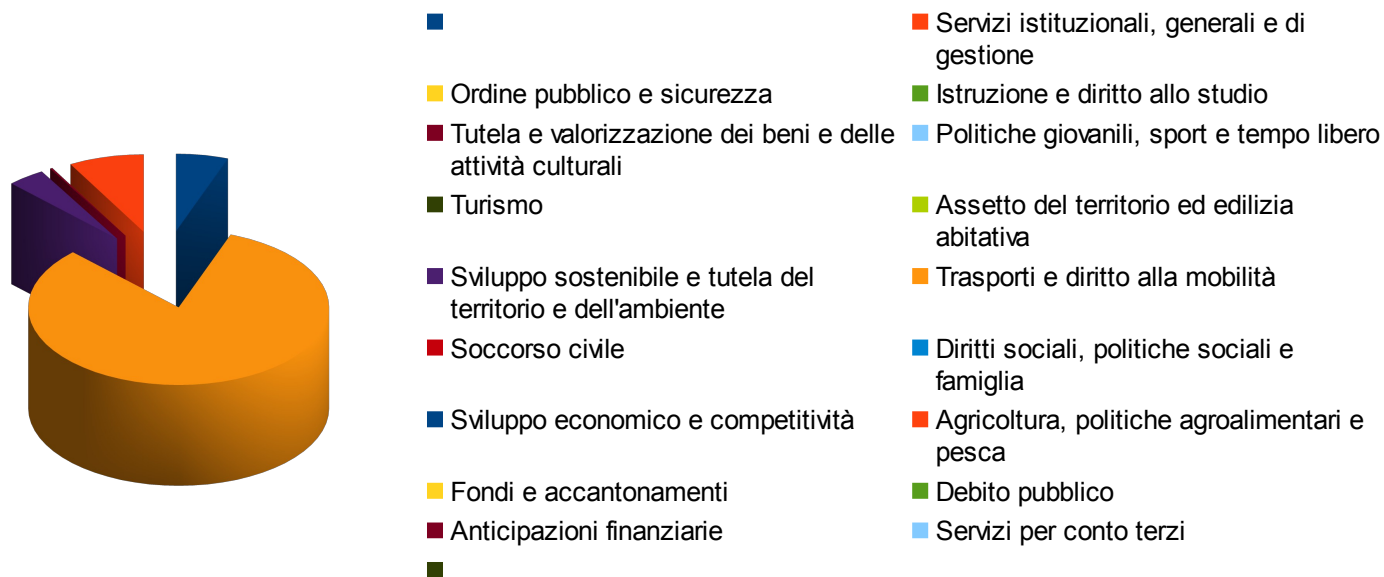 Servizi istituzionali, generali e di
gestione
Ordine pubblico e sicurezza
Istruzione e diritto allo studio
Tutela e valorizzazione dei beni e delle
attività culturali
Politiche giovanili, sport e tempo libero
Turismo
Assetto del territorio ed edilizia
abitativa
Sviluppo sostenibile e tutela del
territorio e dell'ambiente
Trasporti e diritto alla mobilità
Soccorso civile
Diritti sociali, politiche sociali e
famiglia
Sviluppo economico e competitività
Agricoltura, politiche agroalimentari e
pesca
Fondi e accantonamenti
Debito pubblico
Anticipazioni finanziarie
Servizi per conto terzi